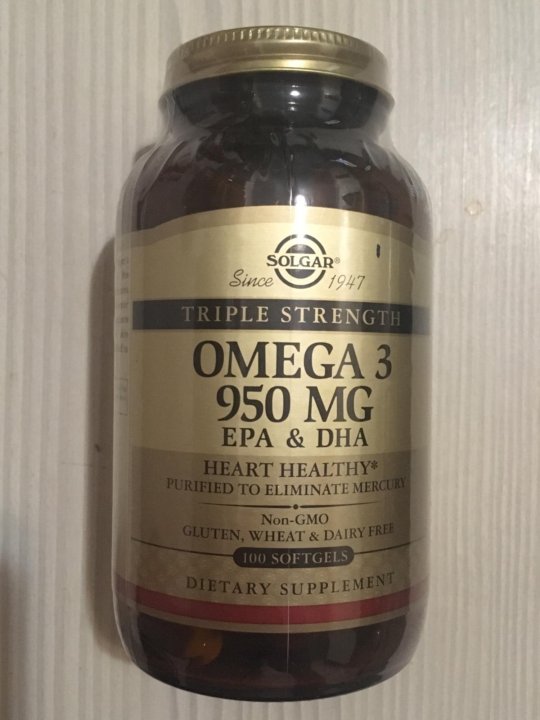 SOLGAR®
Since 1947
TRIPLE STRENGTH
OMEGA 3
950 MG
EPA & DHA
HEART HEALTHY*
PURIFIED TO ELIMINATE MERCURY
Non-GMO
GLUTEN, WHEAT & DAIRY FREE
100 SOFTGELS
DIETARY SUPPLEMENT